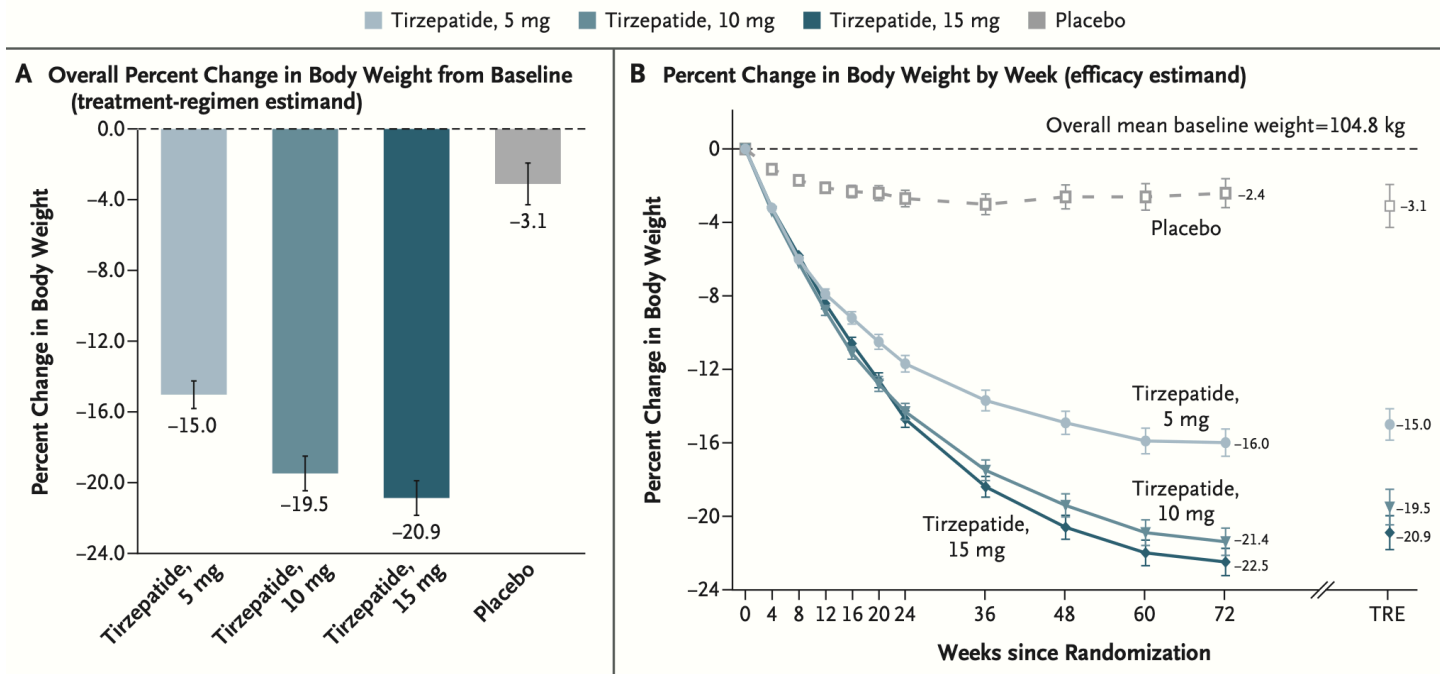 Tirzepatide, 5 mg Tirzepatide, 10 mg Tirzepatide, 15 mg Placebo
A Overall Percent Change in Body Weight from Baseline
(treatment-regimen estimand)
Percent Change in Body Weight
0.0
−4.0
−8.0
−12.0
−16.0
−20.0
−24.0
−15.0
−19.5
−20.9
−3.1
Tirzepatide,
5 mg
Tirzepatide,
10 mg
Tirzepatide,
15 mg
Placebo
B Percent Change in Body Weight by Week (efficacy estimand)
Percent Change in Body Weight
Overall mean baseline weight=104.8 kg
0
−4
−8
−12
−16
−20
−24
−2.4
−3.1
Placebo
Tirzepatide,
5 mg
−15.0
−16.0
Tirzepatide,
10 mg
−19.5
−21.4
Tirzepatide,
15 mg
−20.9
−22.5
0 4 8 12 16 20 24 36 48 60 72 TRE
Weeks since Randomization